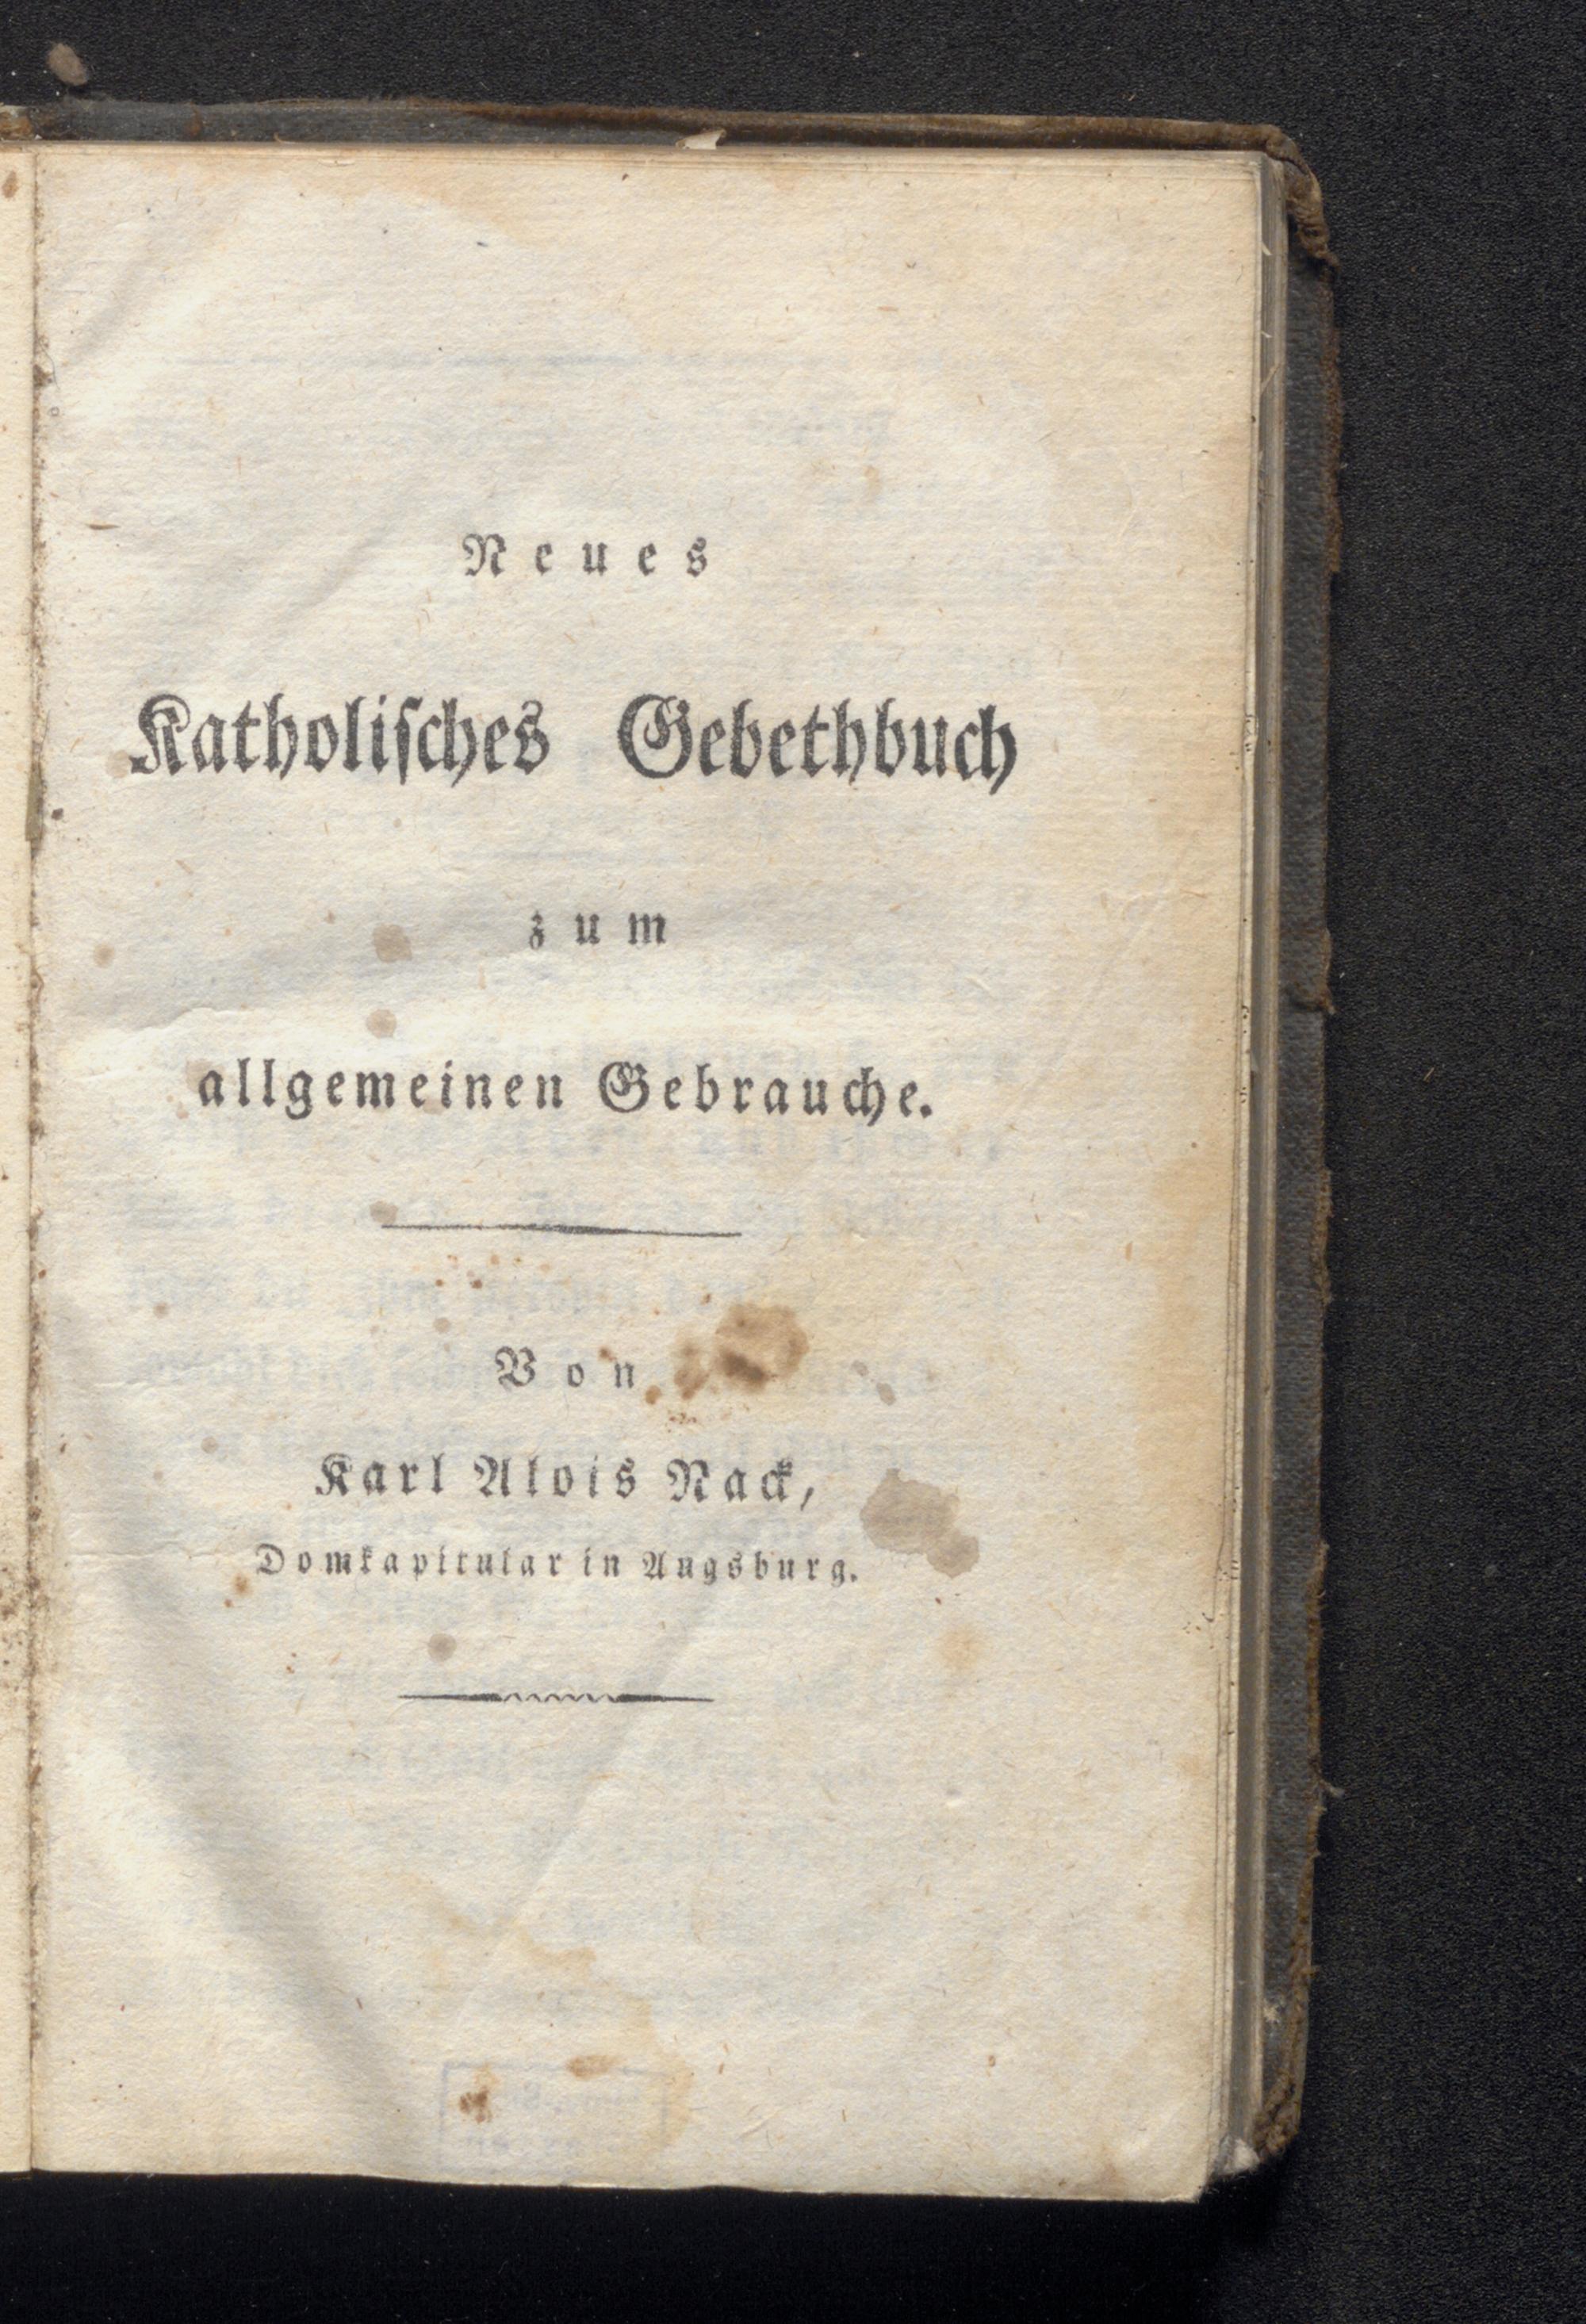 Neues
Katholiſches Gebethbuch
zum
allgemeinen Gebrauche.
Von
Karl Alois Nack,
Domkapitular in Augsburg.